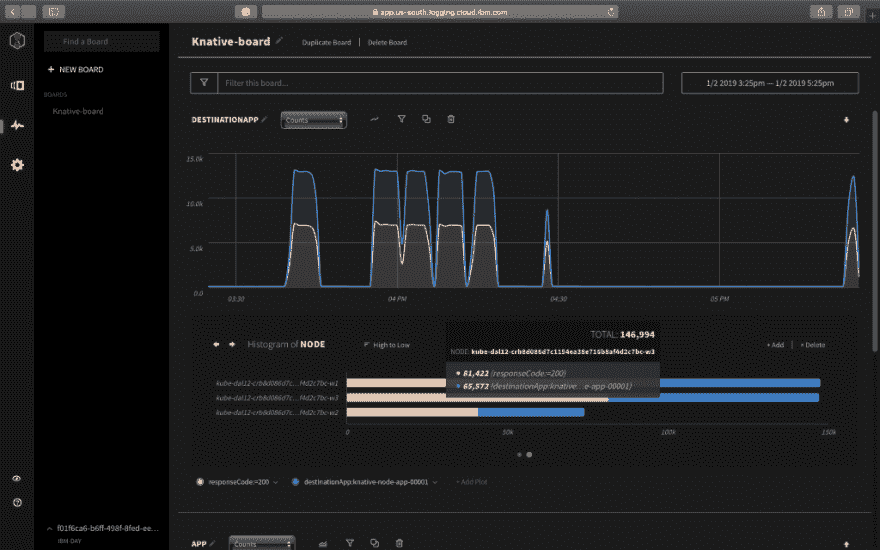 app.us-south.logging.cloud.ibm.com
Find a Board
+ NEW BOARD
BOARDS
Knative-board
Knative-board
Duplicate Board | Delete Board
Filter this board...
1/2 2019 3:25pm — 1/2 2019 5:25pm
DESTINATIONAPP
Counts
15.0k
10.0k
5.0k
0.0
03:30
04 PM
04:30
05 PM
Histogram of NODE
High to Low
+ Add | - Delete
TOTAL: 146,994
NODE: kube-dal12-crb8d086d7c1194ea38e716b8af4d2c7bc-w3
81,422 (responseCode:=200)
65,572 (destinationApp:knative...e-app-00001)
kube-dal12-crb8d086d7c... f4d2c7bc-w1
kube-dal12-crb8d086d7c... f4d2c7bc-w3
kube-dal12-crb8d086d7c... f4d2c7bc-w2
0
50k
100k
150k
responseCode:=200
destinationApp:knative-node-app-00001
+ Add Plot
f01f6ca6-b6ff-498f-8fed-ee...
IBM DAY
APP
Counts